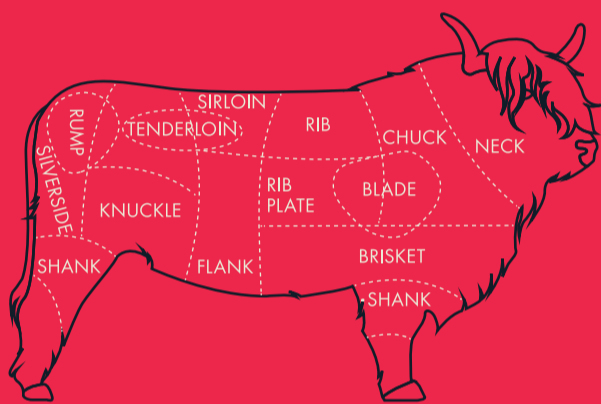 SIRLOIN
RUMP
TENDERLOIN
RIB
CHUCK
NECK
SILVERSIDE
KNUCKLE
RIB
PLATE
BLADE
SHANK
FLANK
BRISKET
SHANK